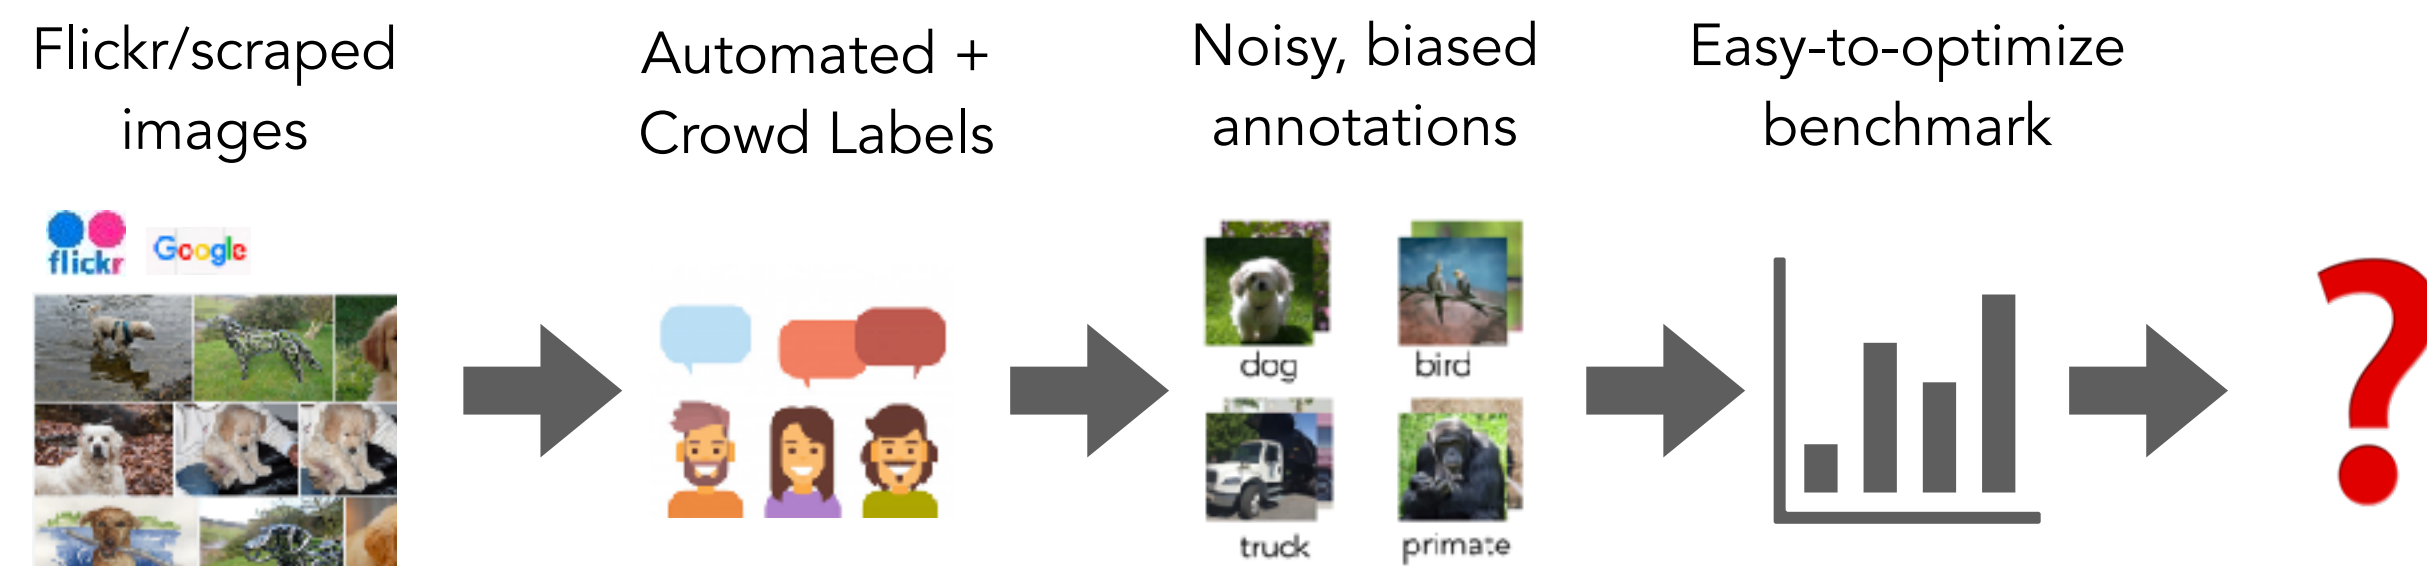 Flickr/scraped
images
Automated +
Crowd Labels
Noisy, biased
annotations
Easy-to-optimize
benchmark
flickr
Google
dog
bird
truck
primate
?